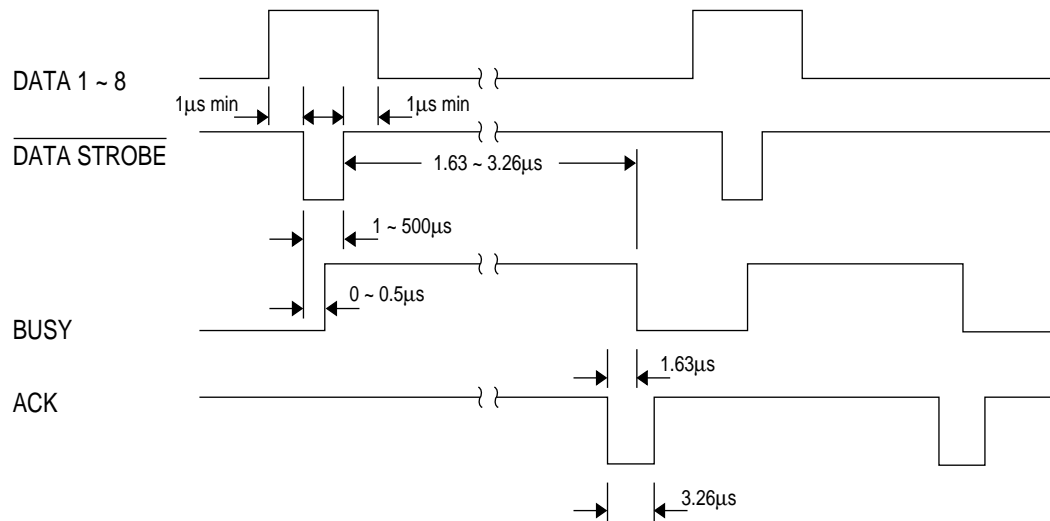 DATA 1 ~ 8
1μs min
1μs min
DATA STROBE
1.63 ~ 3.26μs
1 ~ 500μs
0 ~ 0.5μs
BUSY
1.63μs
ACK
3.26μs